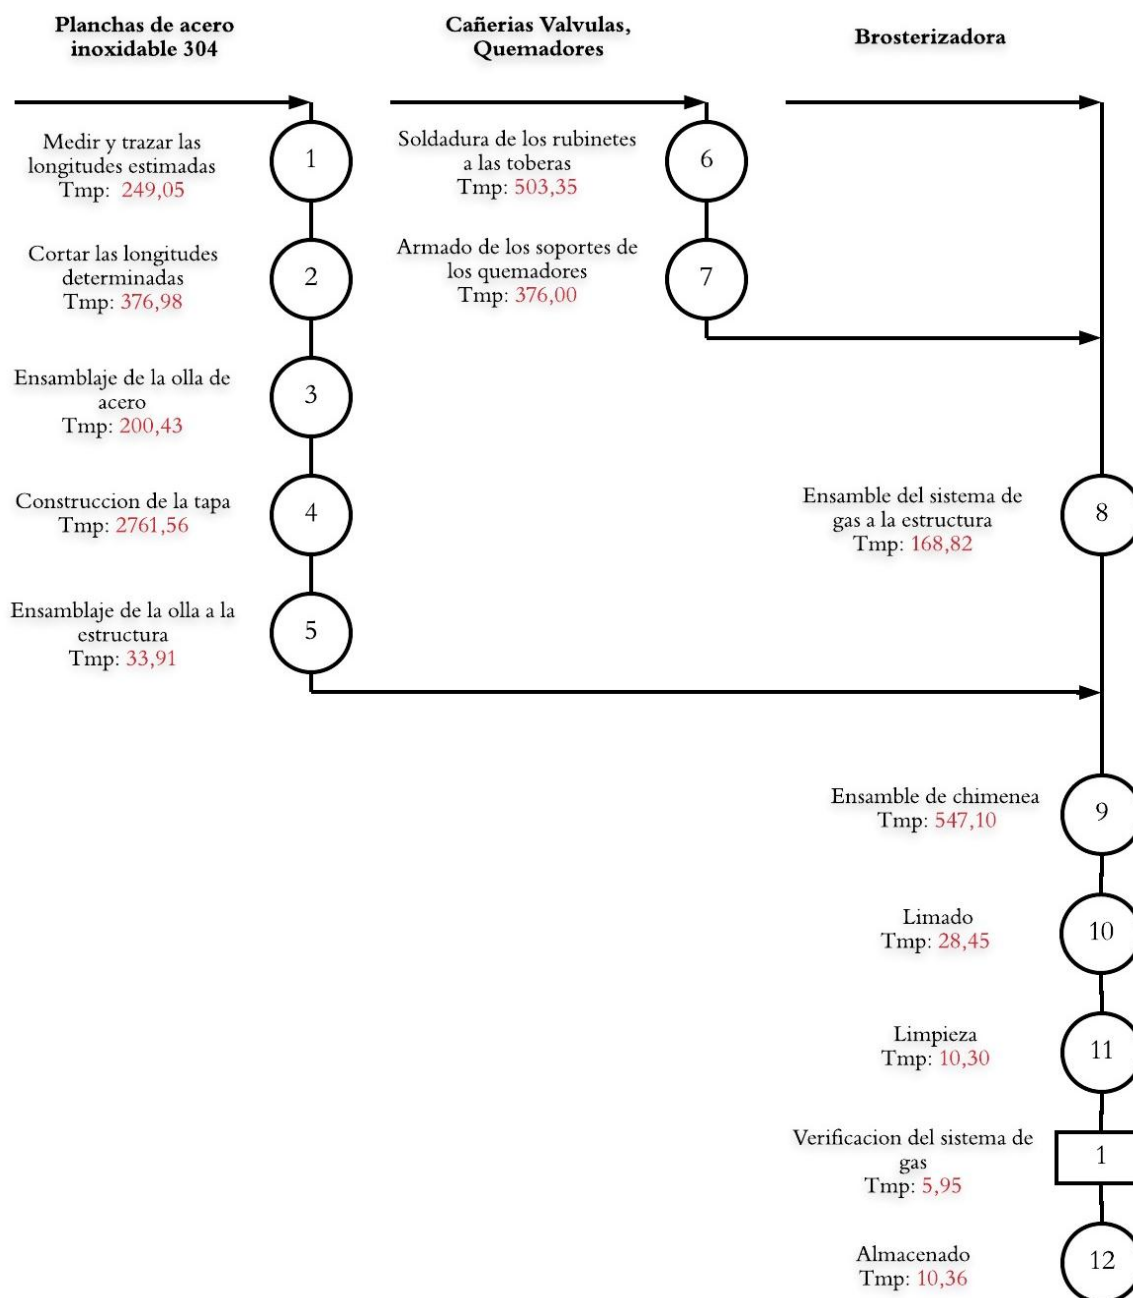 Planchas de acero
inoxidable 304
Medir y trazar las
longitudes estimadas
Tmp: 249,05
1
Cortar las longitudes
determinadas
Tmp: 376,98
2
Ensamblaje de la olla de
acero
Tmp: 200,43
3
Construccion de la tapa
Tmp: 2761,56
4
Ensamblaje de la olla a la
estructura
Tmp: 33,91
5
Cañerias Valvulas,
Quemadores
Soldadura de los rubinetes
a las toberas
Tmp: 503,35
6
Armado de los soportes de
los quemadores
Tmp: 376,00
7
Brosterizadora
Ensamble del sistema de
gas a la estructura
Tmp: 168,82
8
Ensamble de chimenea
Tmp: 547,10
9
Limado
Tmp: 28,45
10
Limpieza
Tmp: 10,30
11
Verificacion del sistema de
gas
Tmp: 5,95
1
Almacenado
Tmp: 10,36
12